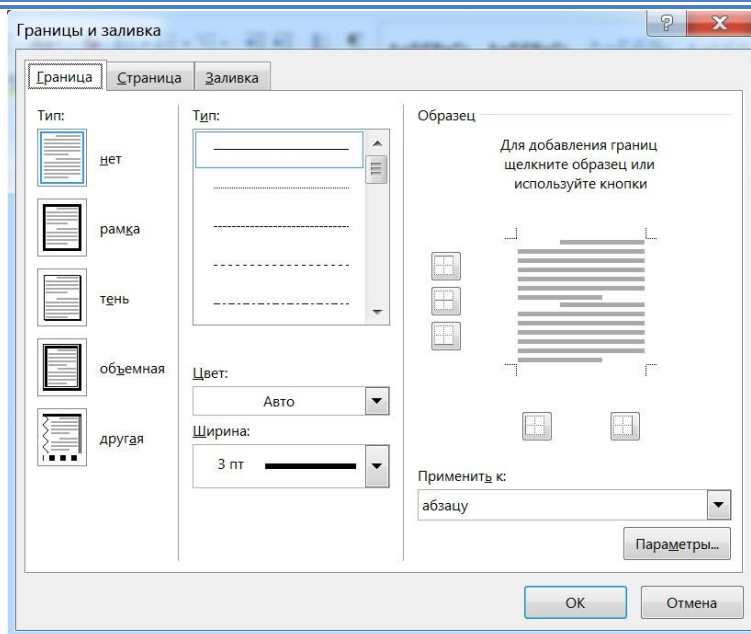 Границы и заливка
Граница Страница Заливка
Тип:
нет
рамка
тень
объемная
другая
Тип:
Цвет:
Авто
Ширина:
3 пт
Образец
Для добавления границ
щелкните образец или
используйте кнопки
Применить к:
абзацу
Параметры...
ОК Отмена